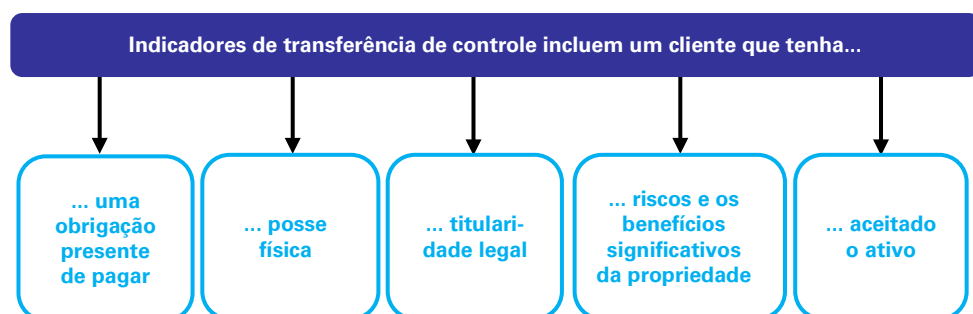 Indicadores de transferência de controle incluem um cliente que tenha...
... uma
obrigação
presente
de pagar
... posse
física
... titulari-
dade legal
... riscos e os
benefícios
significativos
da propriedade
... aceitado
o ativo